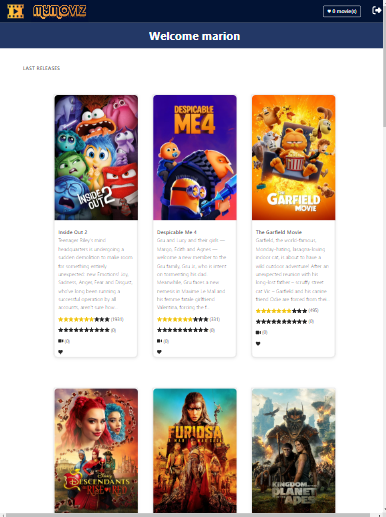 MYMOVIZ
♥ 0 movie(s)
Welcome marion
LAST RELEASES
INSIDE OUT 2
DESPICABLE ME 4
THE GARFIELD MOVIE
Inside Out 2
Teenager Riley's mind headquarters is undergoing a sudden demolition to make room for something entirely unexpected: new Emotions! Joy, Sadness, Anger, Fear and Disgust, who've long been running a successful operation by all accounts, aren't sure how
(1951)
(0)
(0)
Despicable Me 4
Gru and Lucy and their girls —
Margo, Edith and Agnes —
welcome a new member to the
Gru family, Gru Jr., who is intent
on tormenting his dad.
Meanwhile, Gru faces a new
nemesis in Maxime Le Mal and
his femme fatale girlfriend
Valentina, forcing the f
(331)
(0)
(0)
The Garfield Movie
Garfield, the world-famous,
Monday-hating, lasagna-loving
indoor cat, is about to have a
wild outdoor adventure! After an
unexpected reunion with his
long-lost father – scruffy street
cat Vic – Garfield and his canine
friend Odie are forced from the
(495)
(0)
(0)
Disney
DESCENDANTS
THE RISE OF RED
FURIOSA
A MAD MAX SAGA
KINGDOM OF THE
PLANET OF THE
APES